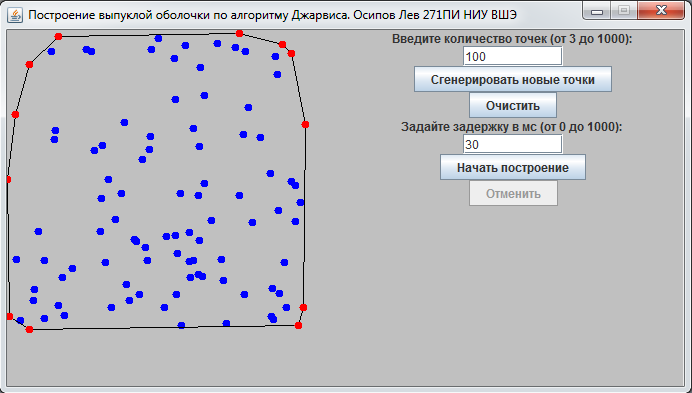 Построение выпуклой оболочки по алгоритму Джарвиса. Осипов Лев 271ПИ НИУ ВШЭ
Введите количество точек (от 3 до 1000):
100
Сгенерировать новые точки
Очистить
Задайте задержку в мс (от 0 до 1000):
30
Начать построение
Отменить